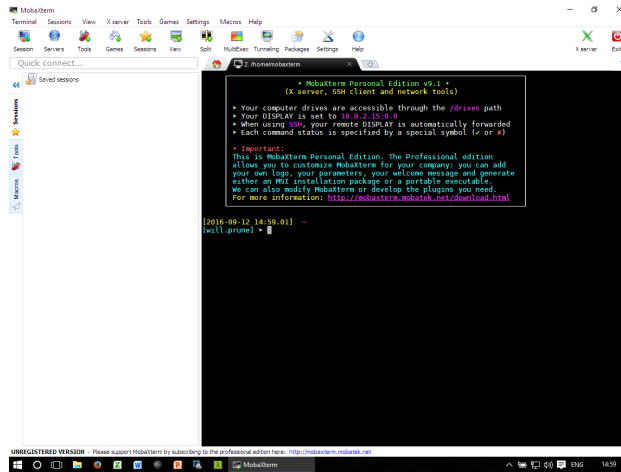 MobaXterm
Terminal Sessions View X server Tools Games Settings Macros Help
Session Servers Tools Games Sessions View Split MultiExec Tunneling Packages Settings Help X server Exit
Quick connect...
2. /home/mobaxterm
Saved sessions
Sessions
Tools
Macros
• MobaXterm Personal Edition v9.1 •
(X server, SSH client and network tools)
➤ Your computer drives are accessible through the /drives path
➤ Your DISPLAY is set to 10.0.2.15:0.0
➤ When using SSH, your remote DISPLAY is automatically forwarded
➤ Each command status is specified by a special symbol (✔ or ✘)
• Important:
This is MobaXterm Personal Edition. The Professional edition
allows you to customize MobaXterm for your company: you can add
your own logo, your parameters, your welcome message and generate
either an MSI installation package or a portable executable.
We can also modify MobaXterm or develop the plugins you need.
For more information: http://mobaxterm.mobatek.net/download.html
[2016-09-12 14:59.01] ~
[will.prune] ➤
UNREGISTERED VERSION - Please support MobaXterm by subscribing to the professional edition here: http://mobaxterm.mobatek.net
MobaXterm
ENG 14:59